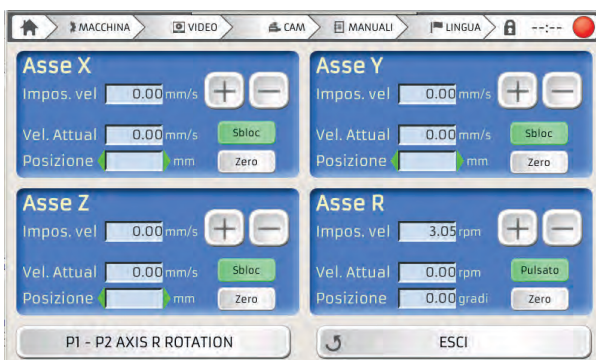 MACCHINA VIDEO CAM MANUALI LINGUA --:--
Asse X
Impos. vel 0.00 mm/s + −
Vel. Attual 0.00 mm/s Sbloc
Posizione mm Zero
Asse Y
Impos. vel 0.00 mm/s + −
Vel. Attual 0.00 mm/s Sbloc
Posizione mm Zero
Asse Z
Impos. vel 0.00 mm/s + −
Vel. Attual 0.00 mm/s Sbloc
Posizione mm Zero
Asse R
Impos. vel 3.05 rpm + −
Vel. Attual 0.00 rpm Pulsato
Posizione 0.00 gradi Zero
P1 - P2 AXIS R ROTATION
ESCI